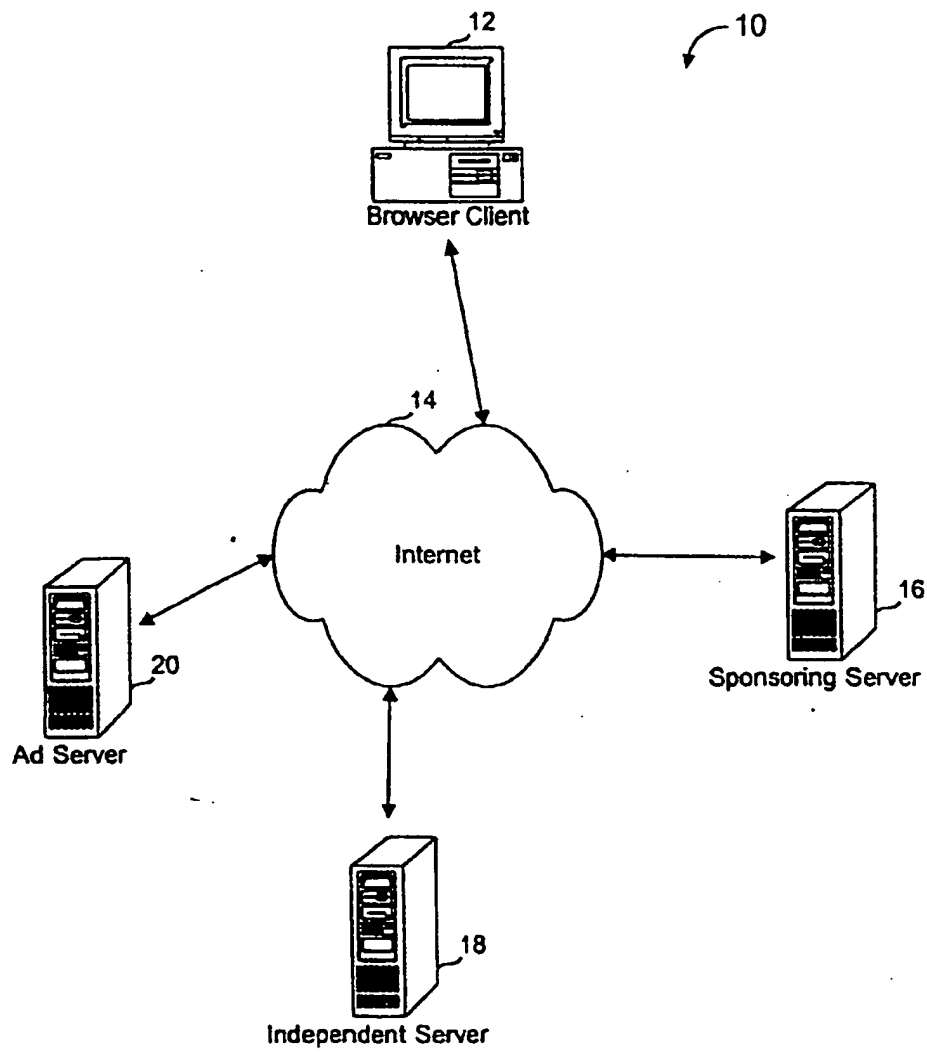 12
10
Browser Client
14
Internet
16
Sponsoring Server
20
Ad Server
18
Independent Server